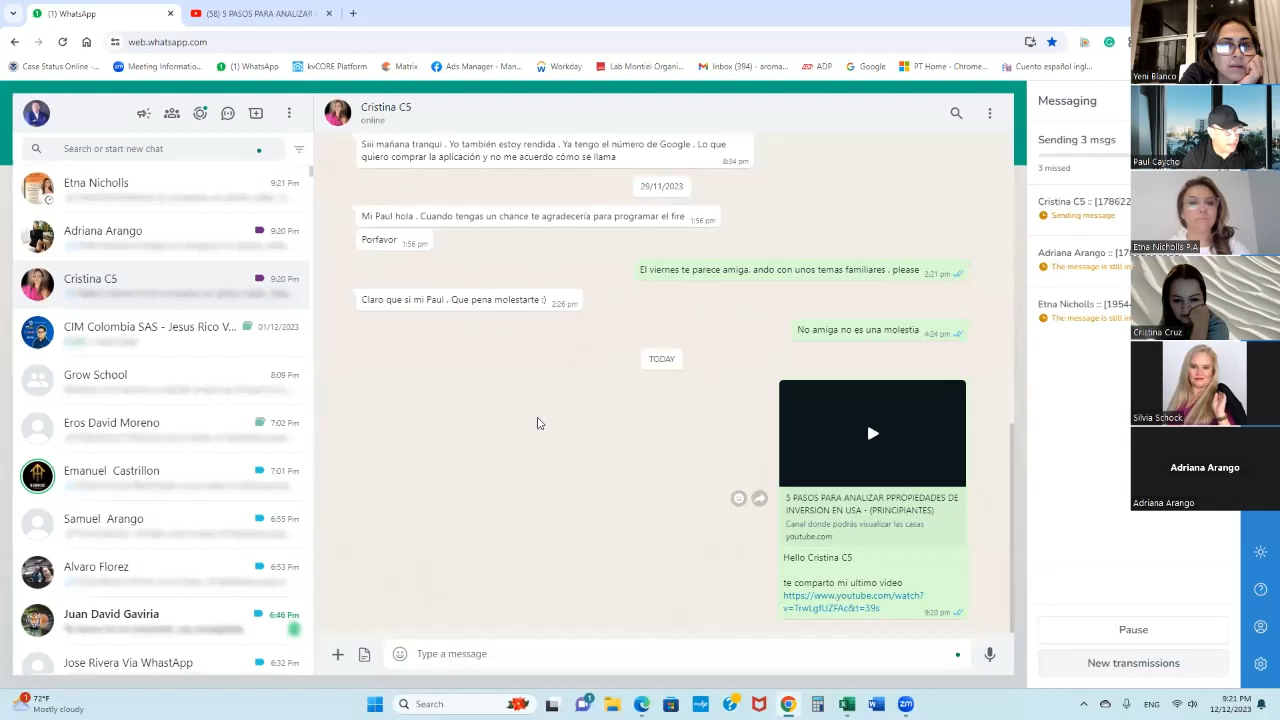 (1) WhatsApp
(58) 5 PASOS PARA ANALIZAR
web.whatsapp.com
Case Status Online ...
Meeting Informatio...
(1) WhatsApp
kvCORE Platform
Matrix
Ads Manager - Man...
Workday
Lab Montiel Organi...
Inbox (394) - aroma...
ADP
Google
PT Home - Chrome...
Cuento español ingl...
Search or start new chat
Etna Nicholls
9:21 Pm
Adriana Arango
9:20 Pm
Cristina C5
9:20 Pm
CIM Colombia SAS - Jesus Rico V...
01/12/2023
Grow School
8:09 Pm
Eros David Moreno
7:02 Pm
Emanuel Castrillon
7:01 Pm
Samuel Arango
6:55 Pm
Alvaro Florez
6:53 Pm
Juan David Gaviria
6:46 Pm
Jose Rivera Via WhastApp
6:32 Pm
Cristina C5
online
Siii mañana tranqui . Yo también estoy rendida . Ya tengo el número de Google . Lo que
quiero comprar la aplicación y no me acuerdo cómo se llama
8:34 pm
29/11/2023
Mi Paul hola . Cuando tengas un chance te agradecería para programar el fire
1:56 pm
Porfavor
1:56 pm
El viernes te parece amiga. ando con unos temas familiares . please
2:21 pm
Claro que si mi Paul . Que pena molestarte :)
2:26 pm
No amiga no es una molestia
4:24 pm
TODAY
5 PASOS PARA ANALIZAR PPROPIEDADES DE
INVERSION EN USA - (PRINCIPIANTES)
Canal donde podrás visualizar las casas
youtube.com
Hello Cristina C5
te comparto mi ultimo video
https://www.youtube.com/watch?
v=TrwLgfUZFAc&t=39s
9:20 pm
Type a message
Messaging
Sending 3 msgs
3 missed
Cristina C5 :: [178622
Sending message
Adriana Arango :: [17
The message is still in
Etna Nicholls :: [1954
The message is still in
Pause
New transmissions
Yeni Blanco
Paul Caycho
Etna Nicholls P.A
Cristina Cruz
Silvia Schock
Adriana Arango
Adriana Arango
72°F
Mostly cloudy
Search
ENG
9:21 PM
12/12/2023